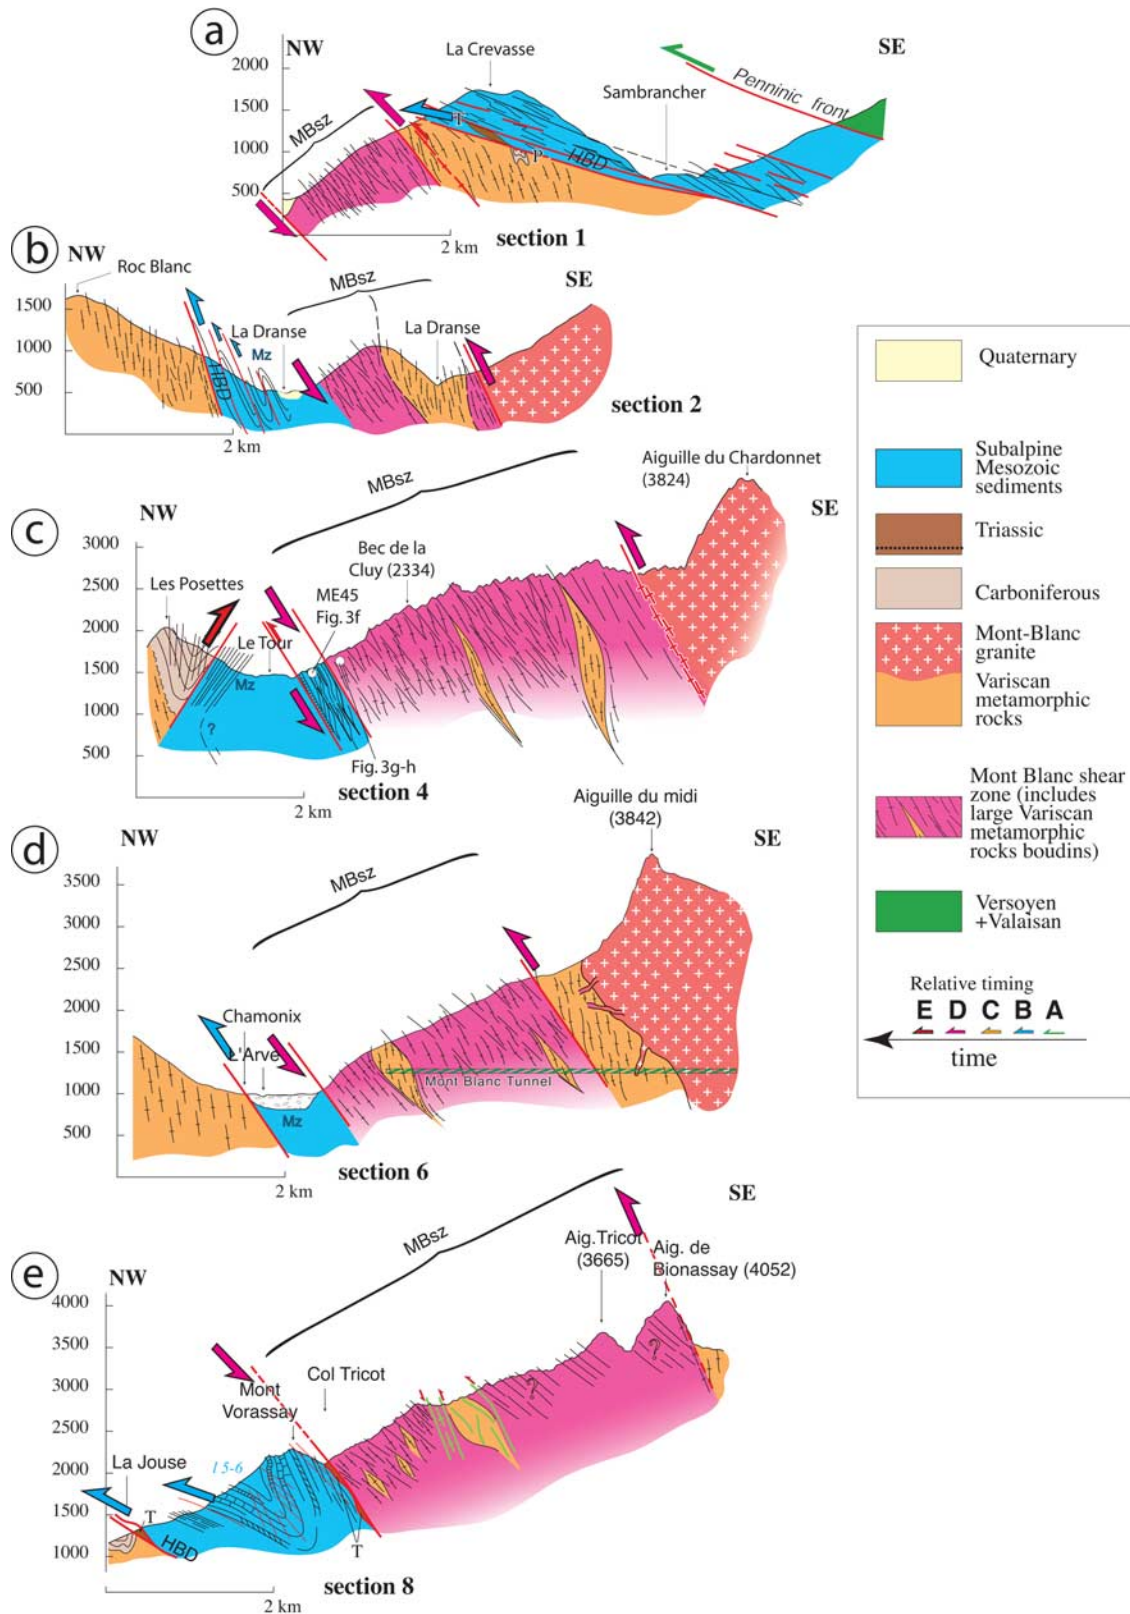 a
NW
La Crevasse
SE
2000
1500
1000
500
MBsz
T
P
HBD
Sambrancher
Penninic front
2 km
section 1
b
NW
Roc Blanc
1500
1000
500
HBD
La Dranse
Mz
MBsz
La Dranse
SE
2 km
section 2
c
NW
MBsz
Aiguille du Chardonnet
(3824)
SE
3000
2500
2000
1500
1000
500
Les Posettes
Le Tour
Mz
?
ME45
Fig. 3f
Bec de la
Cluy (2334)
Fig. 3g-h
2 km
section 4
d
NW
MBsz
Aiguille du midi
(3842)
SE
3500
3000
2500
2000
1500
1000
500
Chamonix
L'Arve
Mz
Mont Blanc Tunnel
2 km
section 6
e
NW
MBsz
SE
Aig.Tricot
(3665)
Aig. de
Bionassay (4052)
4000
3500
3000
2500
2000
1500
1000
Mont
Vorassay
Col Tricot
La Jouse
T
HBD
l 5-6
T
?
?
2 km
section 8
Quaternary
Subalpine
Mesozoic
sediments
Triassic
Carboniferous
Mont-Blanc
granite
Variscan
metamorphic
rocks
Mont Blanc shear
zone (includes
large Variscan
metamorphic
rocks boudins)
Versoyen
+Valaisan
Relative timing
E D C B A
time